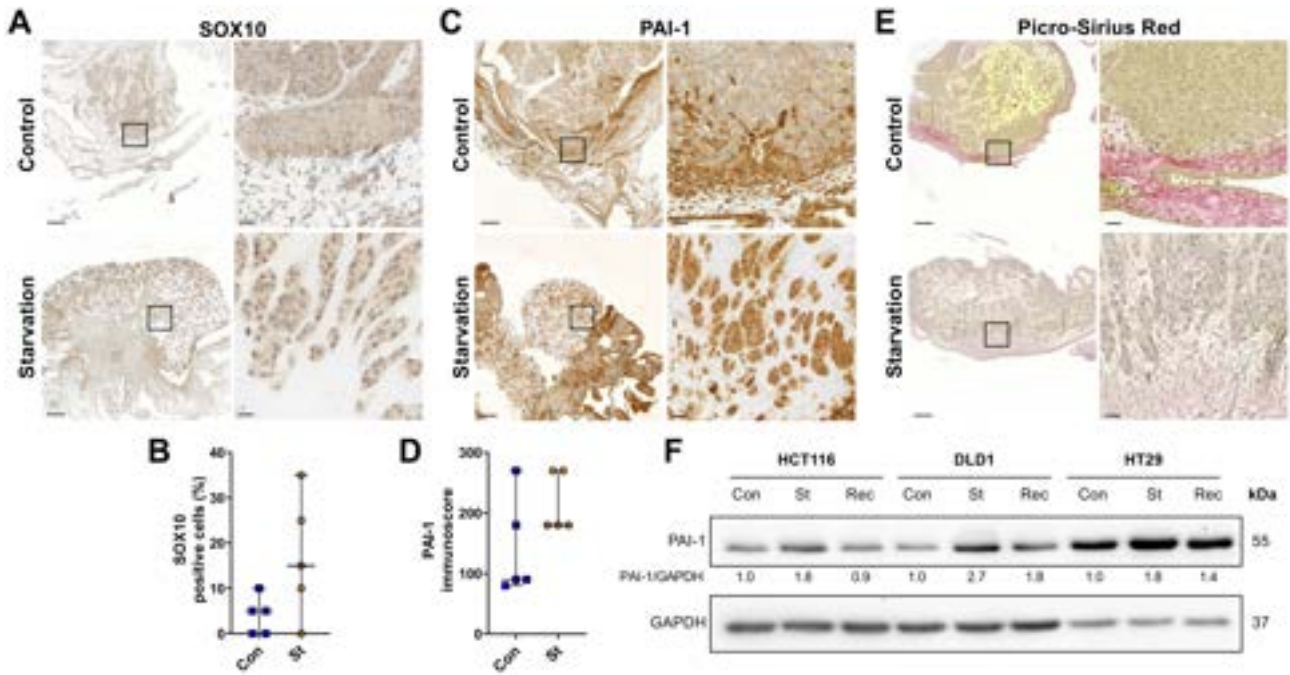 A
SOX10
Control
Starvation
B
SOX10
positive cells (%)
40
30
20
10
0
Con
St
C
PAI-1
Control
Starvation
D
PAI-1
immunoscore
300
200
100
0
Con
St
E
Picro-Sirius Red
Control
Starvation
F
HCT116 DLD1 HT29
Con St Rec Con St Rec Con St Rec kDa
PAI-1 55
PAI-1/GAPDH 1.0 1.8 0.9 1.0 2.7 1.8 1.0 1.8 1.4
GAPDH 37